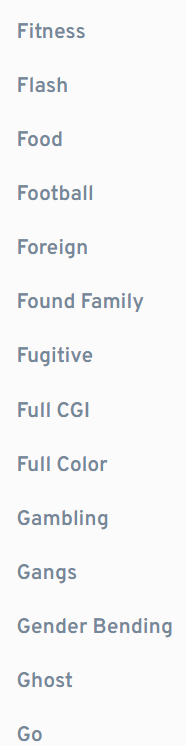 Fitness
Flash
Food
Football
Foreign
Found Family
Fugitive
Full CGI
Full Color
Gambling
Gangs
Gender Bending
Ghost
Go